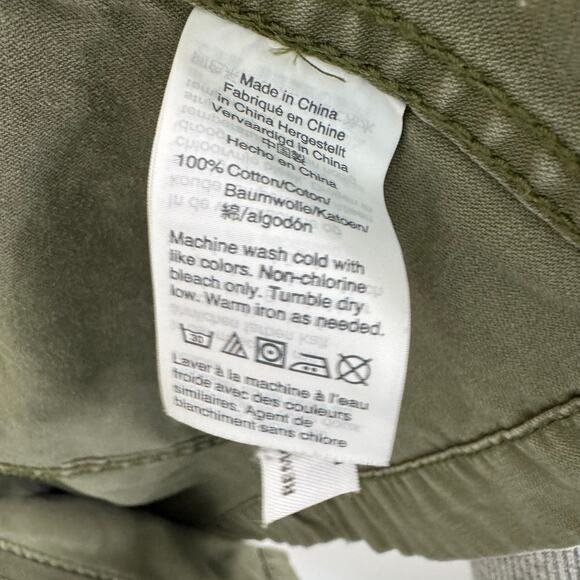 Made in China
Fabriqué en Chine
in China Hergestellt
Vervaardigd in China
中国製
Hecho en China
100% Cotton/Coton/
Baumwolle/Katoen/
綿/algodón
Machine wash cold with
like colors. Non-chlorine
bleach only. Tumble dry
low. Warm iron as needed.
30
Laver à la machine à l'eau
froide avec des couleurs
similaires. Agent de
blanchiment sans chlore